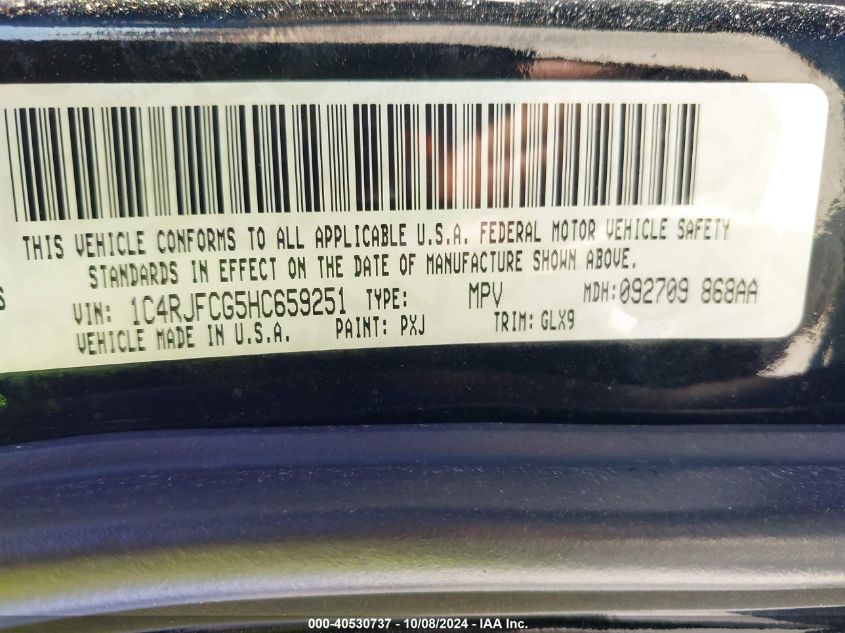 THIS VEHICLE CONFORMS TO ALL APPLICABLE U.S.A. FEDERAL MOTOR VEHICLE SAFETY
STANDARDS IN EFFECT ON THE DATE OF MANUFACTURE SHOWN ABOVE.
VIN: 1C4RJFCG5HC659251 TYPE: MPV MDH:092709 868AA
VEHICLE MADE IN U.S.A. PAINT: PXJ TRIM: GLX9
000-40530737 - 10/08/2024 - IAA Inc.